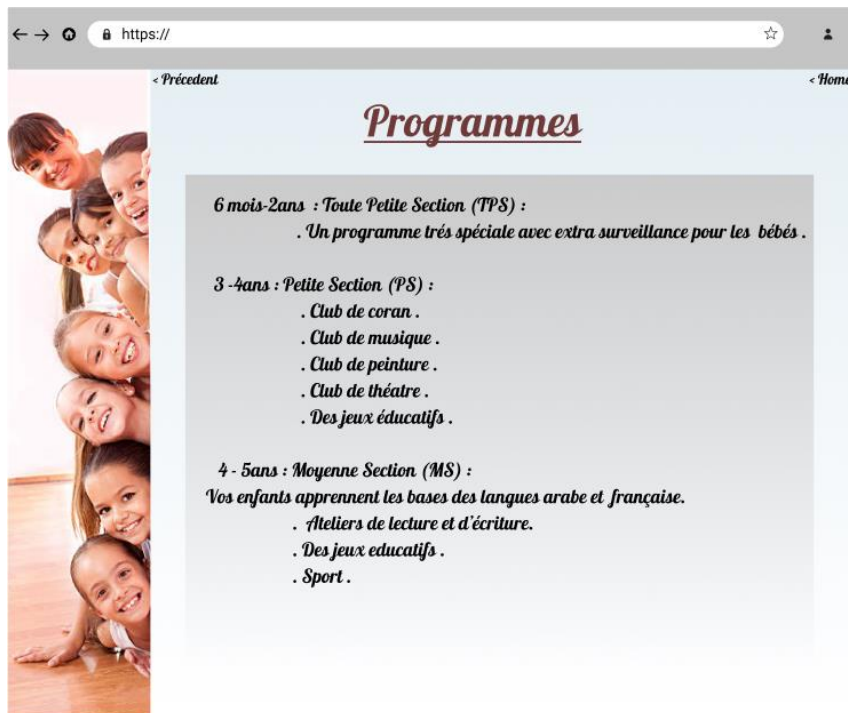 https://
< Précedent
< Home
Programmes
6 mois-2ans : Toute Petite Section (TPS) :
. Un programme trés spéciale avec extra surveillance pour les bébés .
3 -4ans : Petite Section (PS) :
. Club de coran .
. Club de musique .
. Club de peinture .
. Club de théatre .
. Des jeux éducatifs .
4 - 5ans : Moyenne Section (MS) :
Vos enfants apprennent les bases des langues arabe et française.
. Ateliers de lecture et d'écriture.
. Des jeux educatifs .
. Sport .